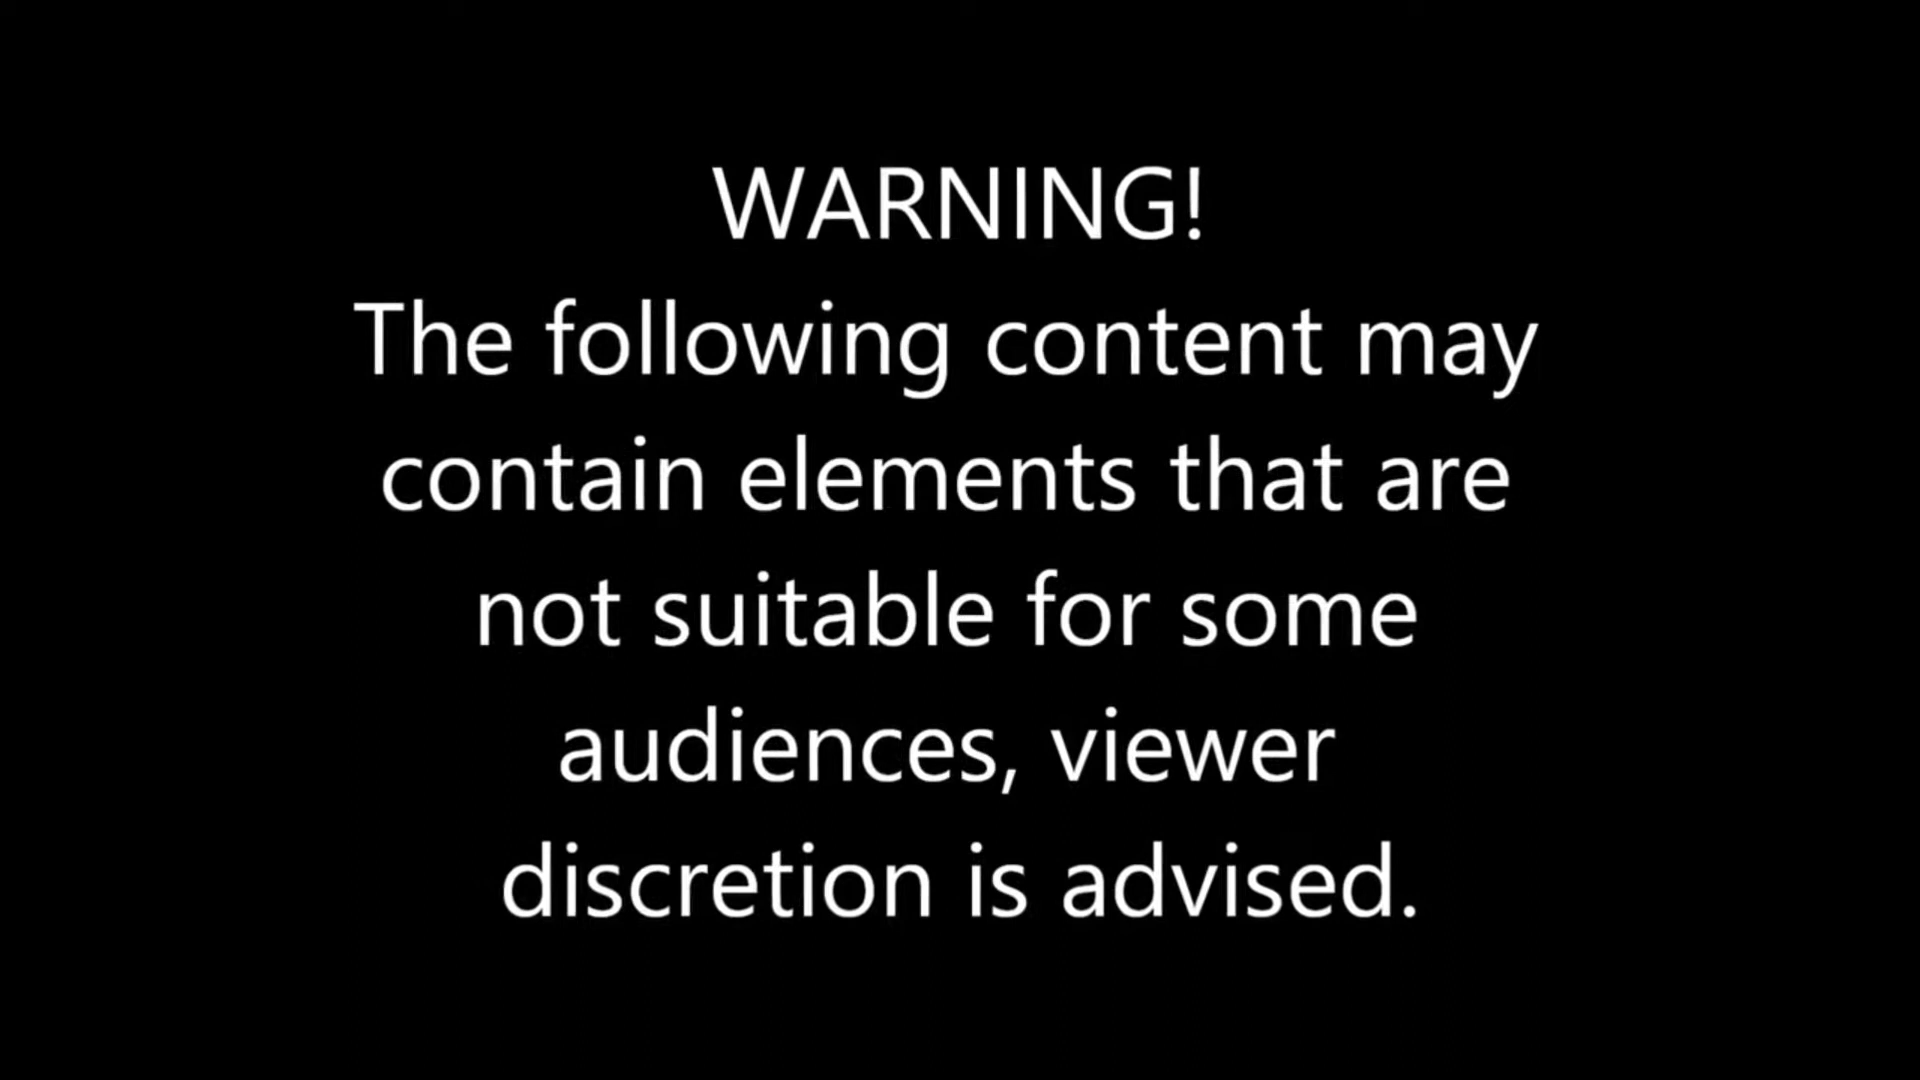 WARNING!
The following content may
contain elements that are
not suitable for some
audiences, viewer
discretion is advised.